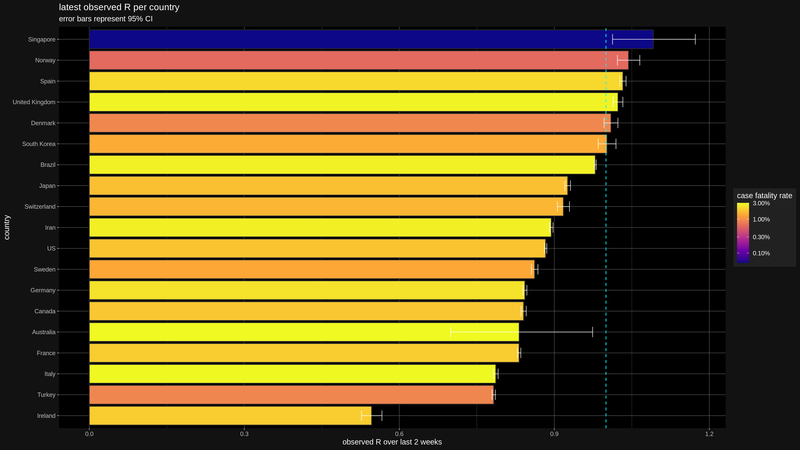 latest observed R per country
error bars represent 95% CI
Singapore
Norway
Spain
United Kingdom
Denmark
South Korea
Brazil
Japan
Switzerland
Iran
US
Sweden
Germany
Canada
Australia
France
Italy
Turkey
Ireland
country
0.0
0.3
0.6
0.9
1.2
observed R over last 2 weeks
case fatality rate
3.00%
1.00%
0.30%
0.10%